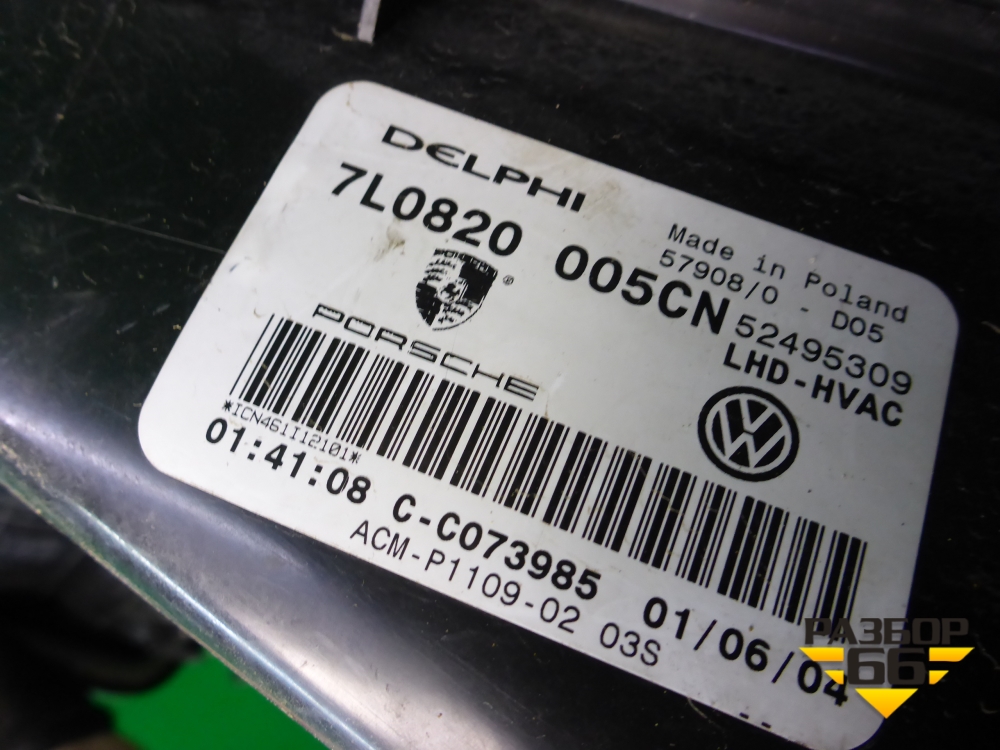 DELPHI
7L0820 005CN
Made in Poland
57908/0 - D05
52495309
LHD-HVAC
PORSCHE
*ICN461I12101*
01:41:08 C-C073985 01/06/04
ACM-P1109-02 03S --
РАЗБОР
66